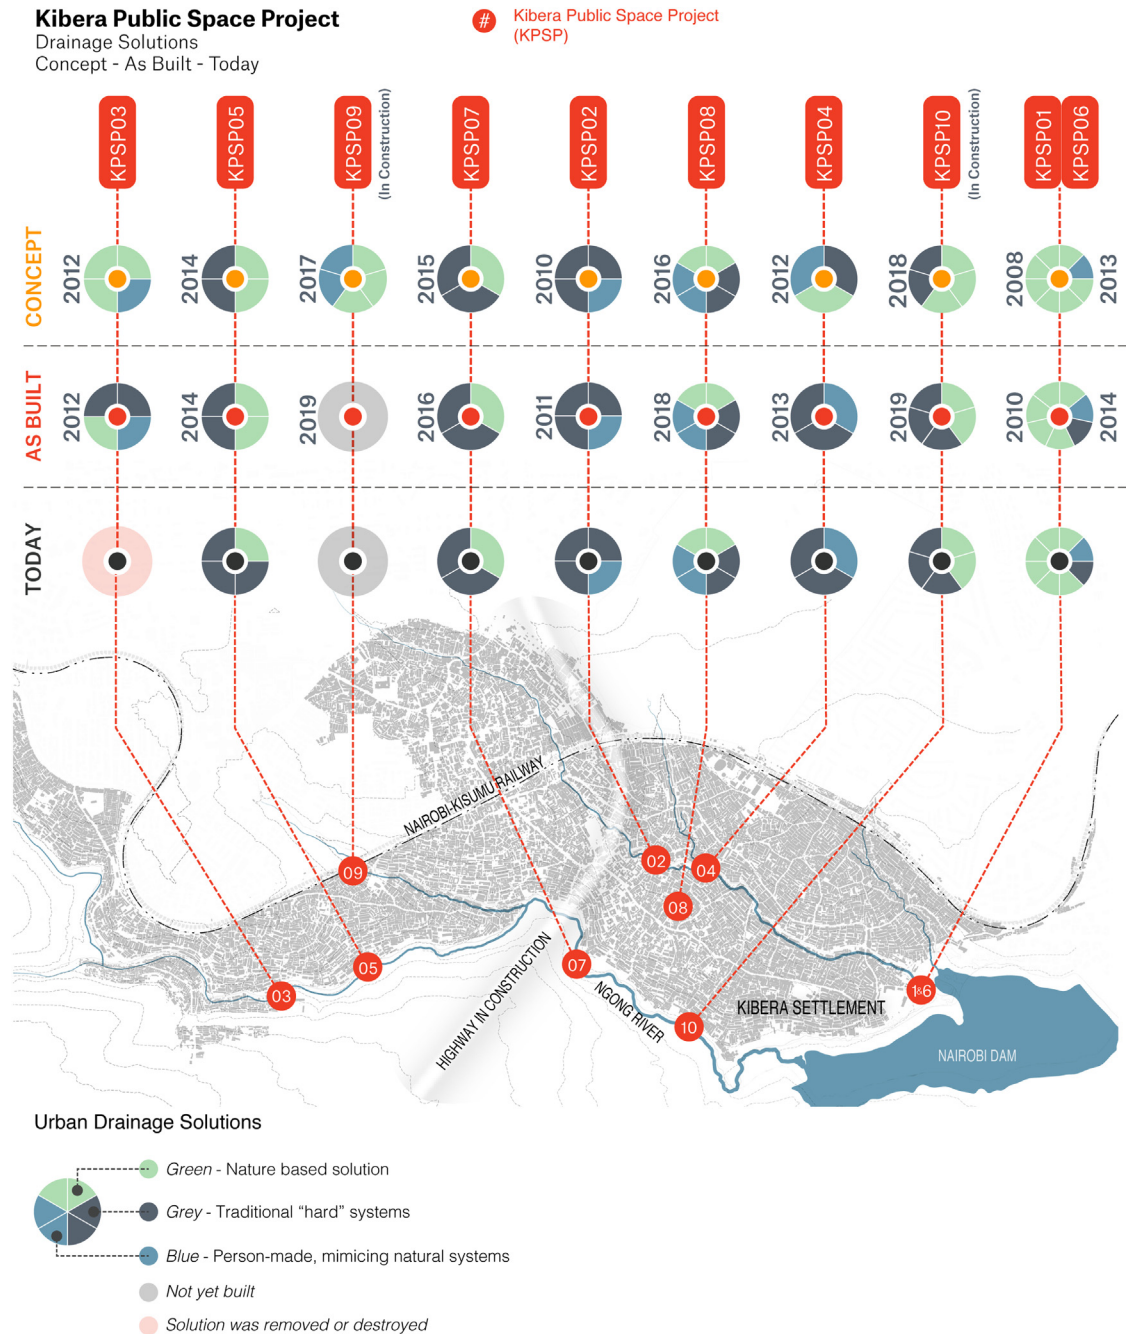 Kibera Public Space Project
Drainage Solutions
Concept - As Built - Today
#
Kibera Public Space Project
(KPSP)
KPSP03
KPSP05
KPSP09
(In Construction)
KPSP07
KPSP02
KPSP08
KPSP04
KPSP10
(In Construction)
KPSP01
KPSP06
CONCEPT
2012
2014
2017
2015
2010
2016
2012
2018
2008
2013
AS BUILT
2012
2014
2019
2016
2011
2018
2013
2019
2010
2014
TODAY
NAIROBI-KISUMU RAILWAY
09
02
04
08
05
07
03
10
1&6
HIGHWAY IN CONSTRUCTION
NGONG RIVER
KIBERA SETTLEMENT
NAIROBI DAM
Urban Drainage Solutions
Green - Nature based solution
Grey - Traditional “hard” systems
Blue - Person-made, mimicing natural systems
Not yet built
Solution was removed or destroyed